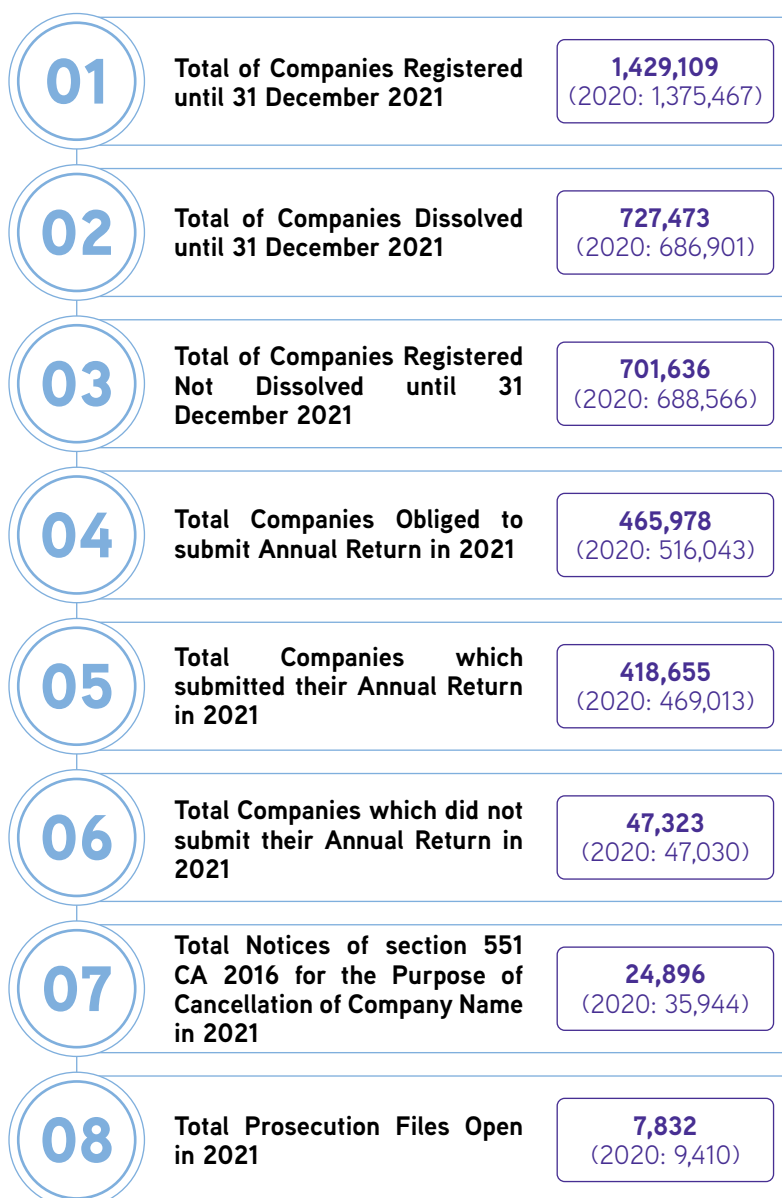 01
Total of Companies Registered
until 31 December 2021
1,429,109
(2020: 1,375,467)
02
Total of Companies Dissolved
until 31 December 2021
727,473
(2020: 686,901)
03
Total of Companies Registered
Not Dissolved until 31
December 2021
701,636
(2020: 688,566)
04
Total Companies Obliged to
submit Annual Return in 2021
465,978
(2020: 516,043)
05
Total Companies which
submitted their Annual Return
in 2021
418,655
(2020: 469,013)
06
Total Companies which did not
submit their Annual Return in
2021
47,323
(2020: 47,030)
07
Total Notices of section 551
CA 2016 for the Purpose of
Cancellation of Company Name
in 2021
24,896
(2020: 35,944)
08
Total Prosecution Files Open
in 2021
7,832
(2020: 9,410)